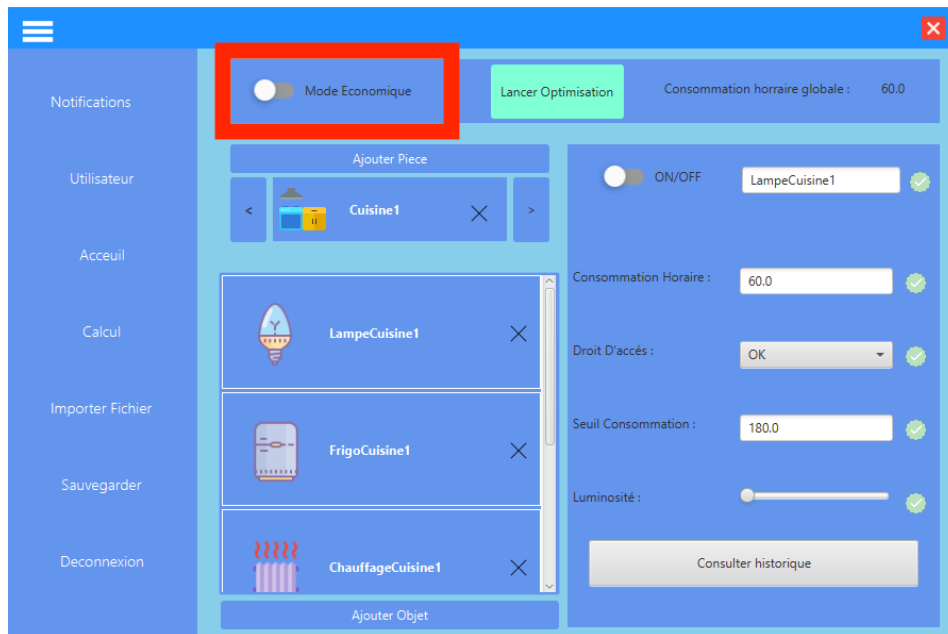 Notifications
Utilisateur
Acceuil
Calcul
Importer Fichier
Sauvegarder
Deconnexion
Mode Economique
Lancer Optimisation
Consommation horraire globale : 60.0
Ajouter Piece
< Cuisine1 >
LampeCuisine1
FrigoCuisine1
ChauffageCuisine1
Ajouter Objet
ON/OFF LampeCuisine1
Consommation Horaire : 60.0
Droit D'accés : OK
Seuil Consommation : 180.0
Luminosité :
Consulter historique